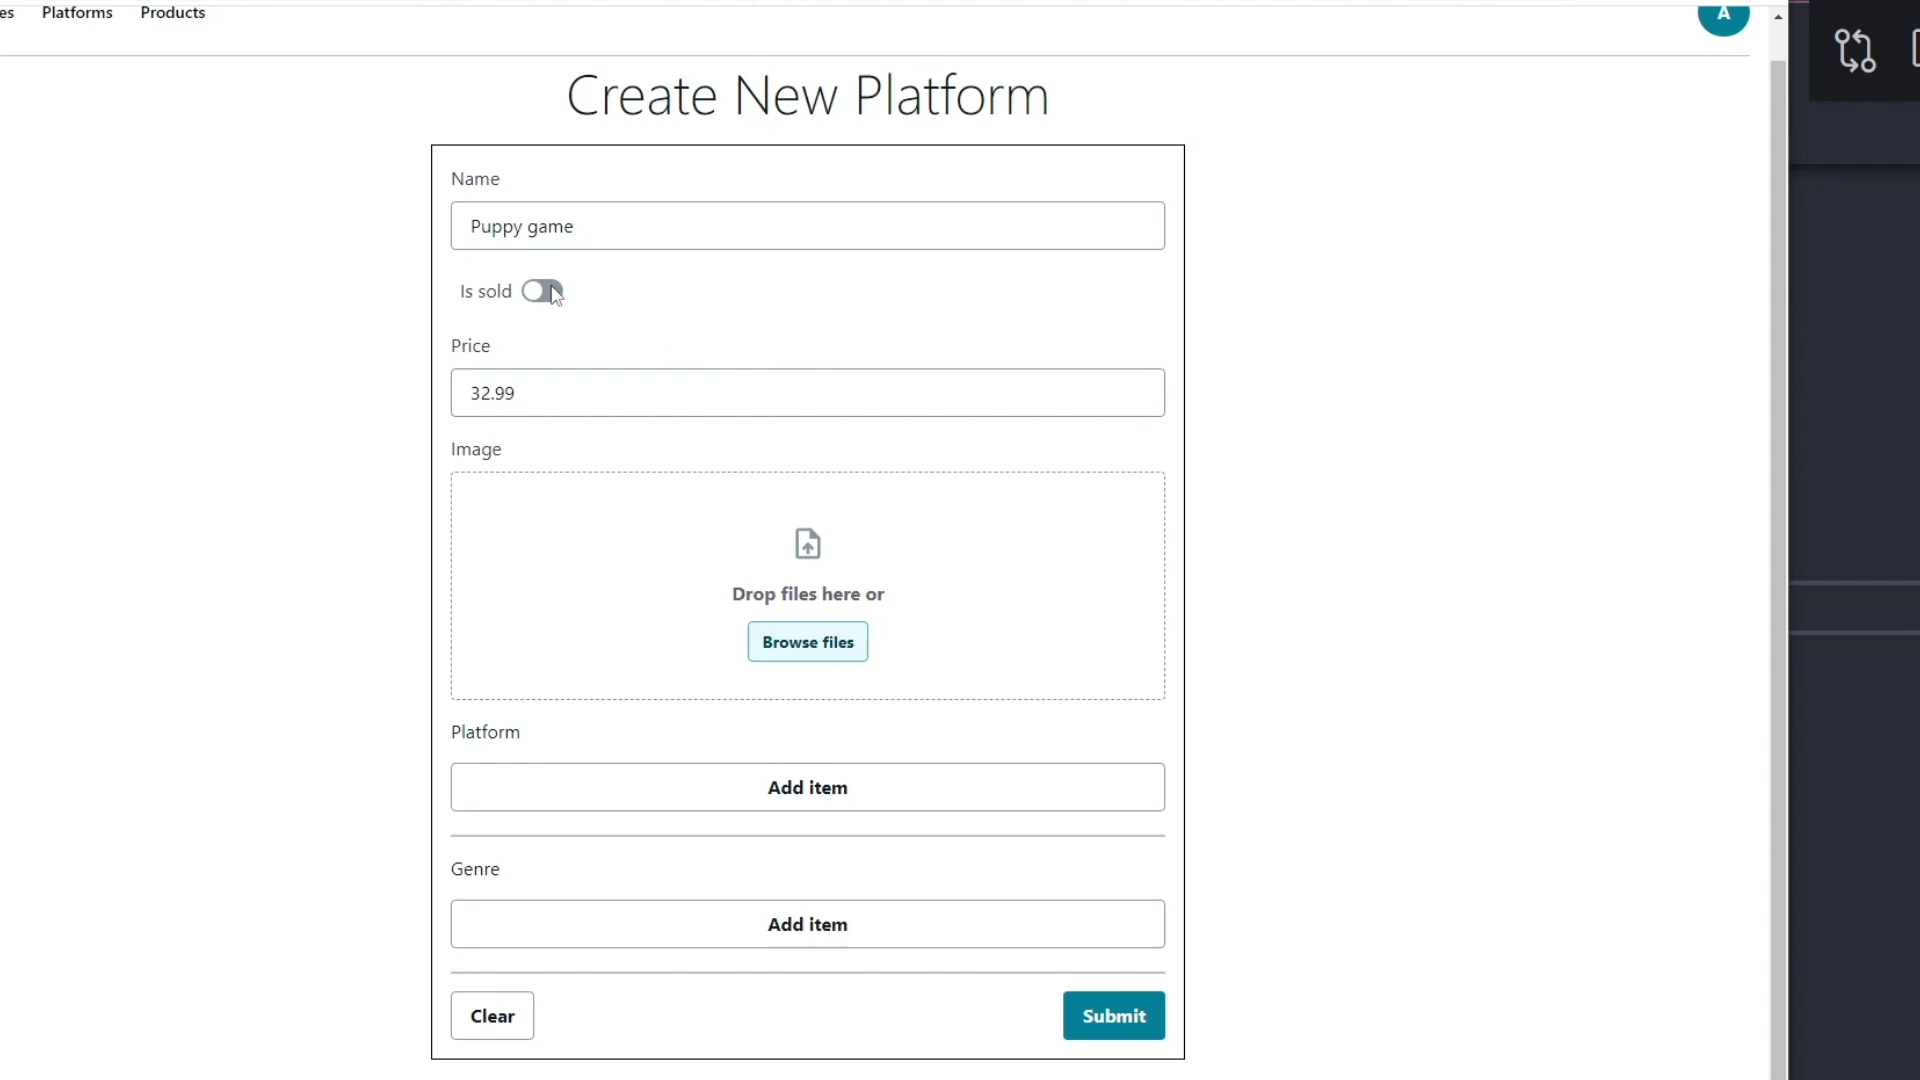 es Platforms Products A
Create New Platform
Name
Puppy game
Is sold
Price
32.99
Image
Drop files here or
Browse files
Platform
Add item
Genre
Add item
Clear Submit